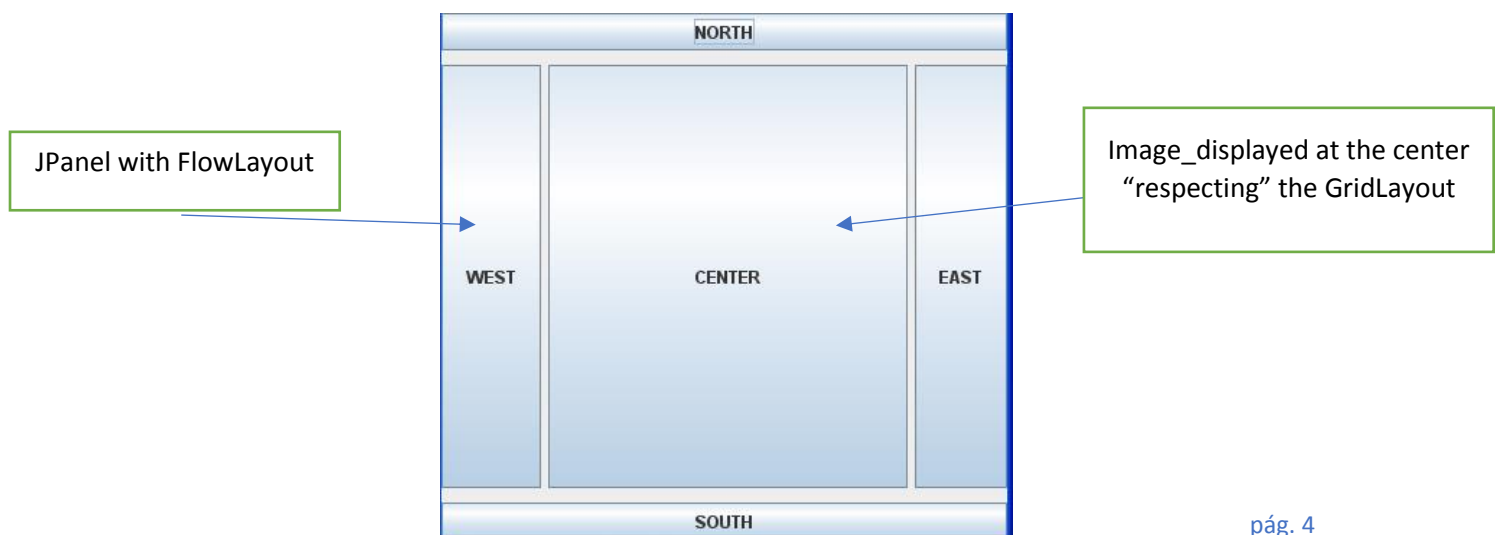 NORTH
JPanel with FlowLayout
Image_displayed at the center
“respecting” the GridLayout
WEST
CENTER
EAST
SOUTH
pág. 4